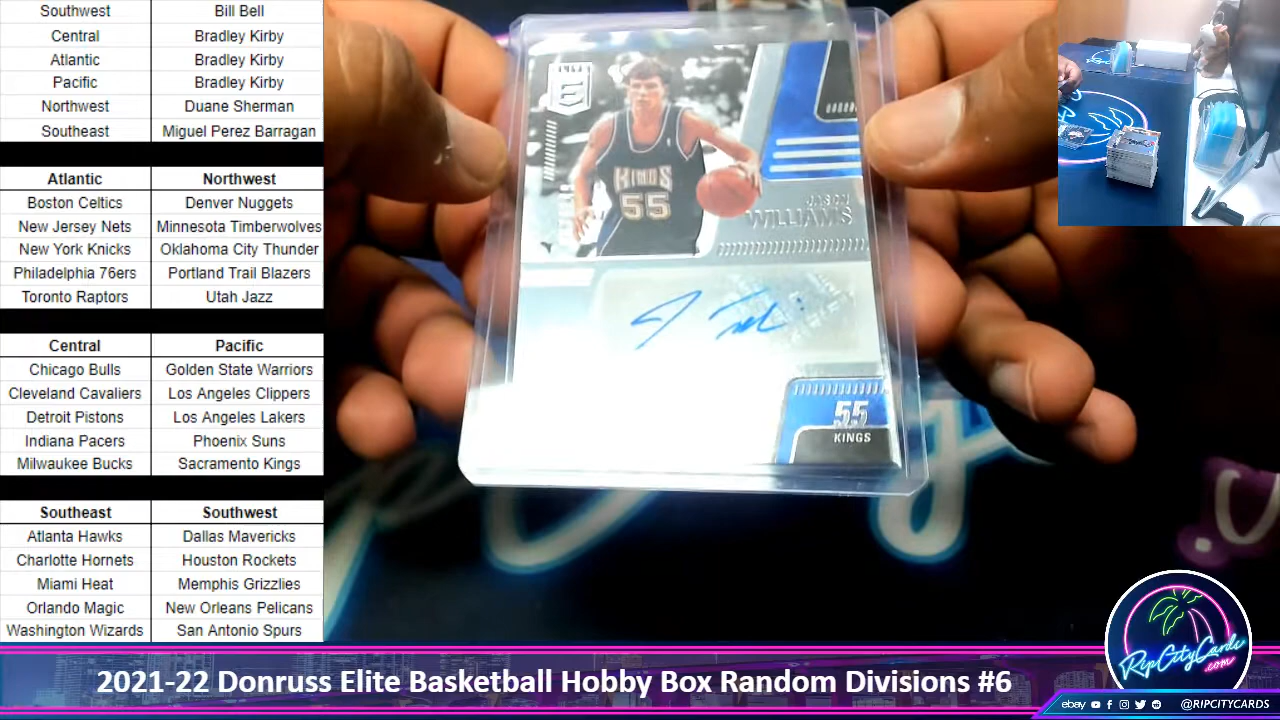 Southwest Bill Bell
Central Bradley Kirby
Atlantic Bradley Kirby
Pacific Bradley Kirby
Northwest Duane Sherman
Southeast Miguel Perez Barragan
Atlantic Northwest
Boston Celtics Denver Nuggets
New Jersey Nets Minnesota Timberwolves
New York Knicks Oklahoma City Thunder
Philadelphia 76ers Portland Trail Blazers
Toronto Raptors Utah Jazz
Central Pacific
Chicago Bulls Golden State Warriors
Cleveland Cavaliers Los Angeles Clippers
Detroit Pistons Los Angeles Lakers
Indiana Pacers Phoenix Suns
Milwaukee Bucks Sacramento Kings
Southeast Southwest
Atlanta Hawks Dallas Mavericks
Charlotte Hornets Houston Rockets
Miami Heat Memphis Grizzlies
Orlando Magic New Orleans Pelicans
Washington Wizards San Antonio Spurs
KINGS
55
JASON
WILLIAMS
55
KINGS
RipCityCards
.com
2021-22 Donruss Elite Basketball Hobby Box Random Divisions #6
ebay @RIPCITYCARDS